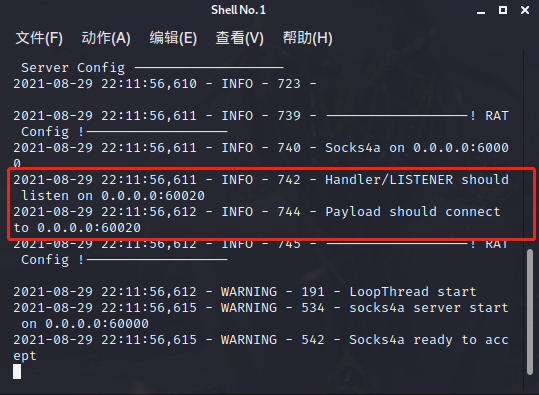 Shell No.1
文件(F) 动作(A) 编辑(E) 查看(V) 帮助(H)
Server Config ───────────────────
2021-08-29 22:11:56,610 - INFO - 723 -
2021-08-29 22:11:56,611 - INFO - 739 - ──────────────────! RAT
Config !──────────────────
2021-08-29 22:11:56,611 - INFO - 740 - Socks4a on 0.0.0.0:6000
0
2021-08-29 22:11:56,611 - INFO - 742 - Handler/LISTENER should
listen on 0.0.0.0:60020
2021-08-29 22:11:56,612 - INFO - 744 - Payload should connect
to 0.0.0.0:60020
2021-08-29 22:11:56,612 - INFO - 745 - ──────────────────! RAT
Config !──────────────────
2021-08-29 22:11:56,612 - WARNING - 191 - LoopThread start
2021-08-29 22:11:56,615 - WARNING - 534 - socks4a server start
on 0.0.0.0:60000
2021-08-29 22:11:56,615 - WARNING - 542 - Socks4a ready to acc
ept